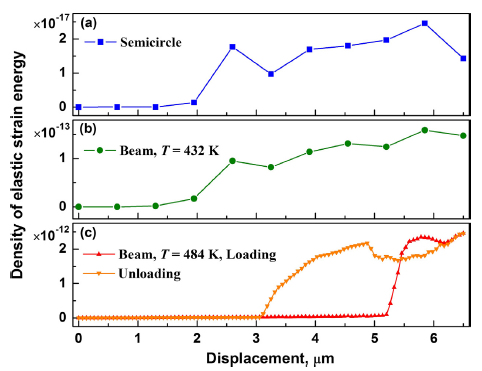 ×10⁻¹⁷
(a)
Semicircle
2
1
0
×10⁻¹³
(b)
Beam, T = 432 K
1
0
×10⁻¹²
(c)
Beam, T = 484 K, Loading
Unloading
2
1
0
0 1 2 3 4 5 6
Displacement, μm
Density of elastic strain energy